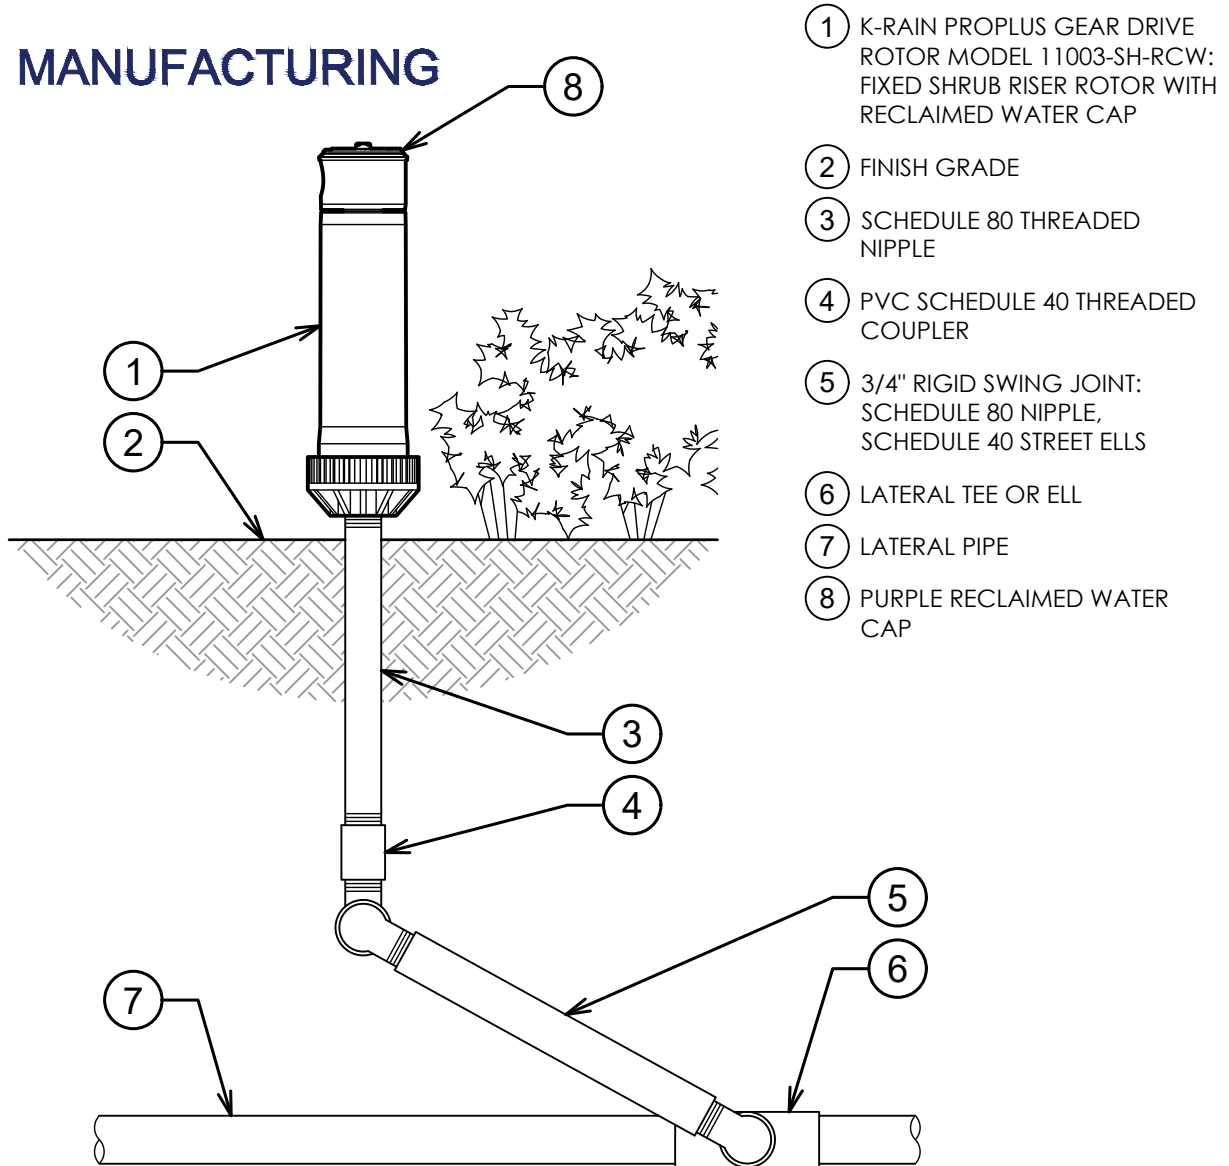 MANUFACTURING
1 K-RAIN PROPLUS GEAR DRIVE
ROTOR MODEL 11003-SH-RCW:
FIXED SHRUB RISER ROTOR WITH
RECLAIMED WATER CAP
2 FINISH GRADE
3 SCHEDULE 80 THREADED
NIPPLE
4 PVC SCHEDULE 40 THREADED
COUPLER
5 3/4" RIGID SWING JOINT:
SCHEDULE 80 NIPPLE,
SCHEDULE 40 STREET ELLS
6 LATERAL TEE OR ELL
7 LATERAL PIPE
8 PURPLE RECLAIMED WATER
CAP
8
1
2
3
4
5
6
7